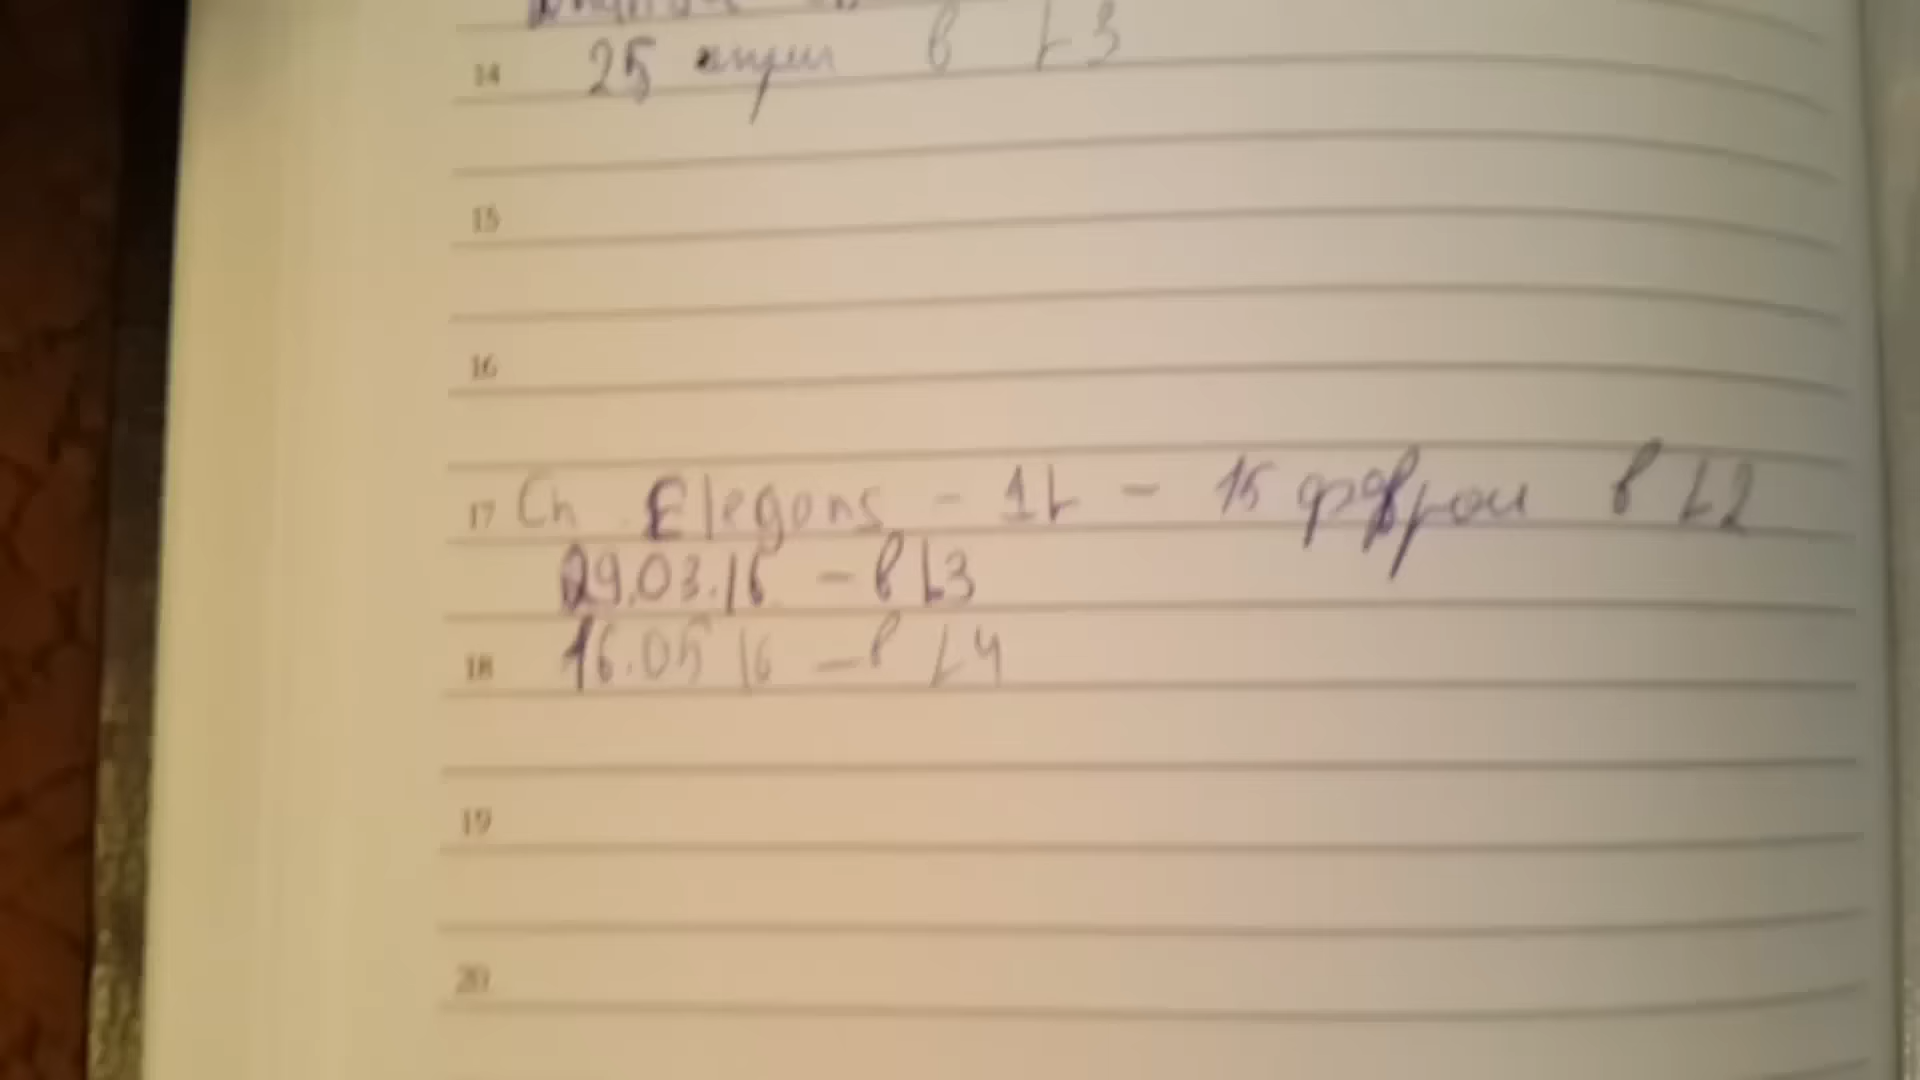 14 25 апреля в L3
15
16
17 Ch Elegans - 1L - 15 февраля в L2
29.03.16 - в L3
18 16.05 16 - в L4
19
20